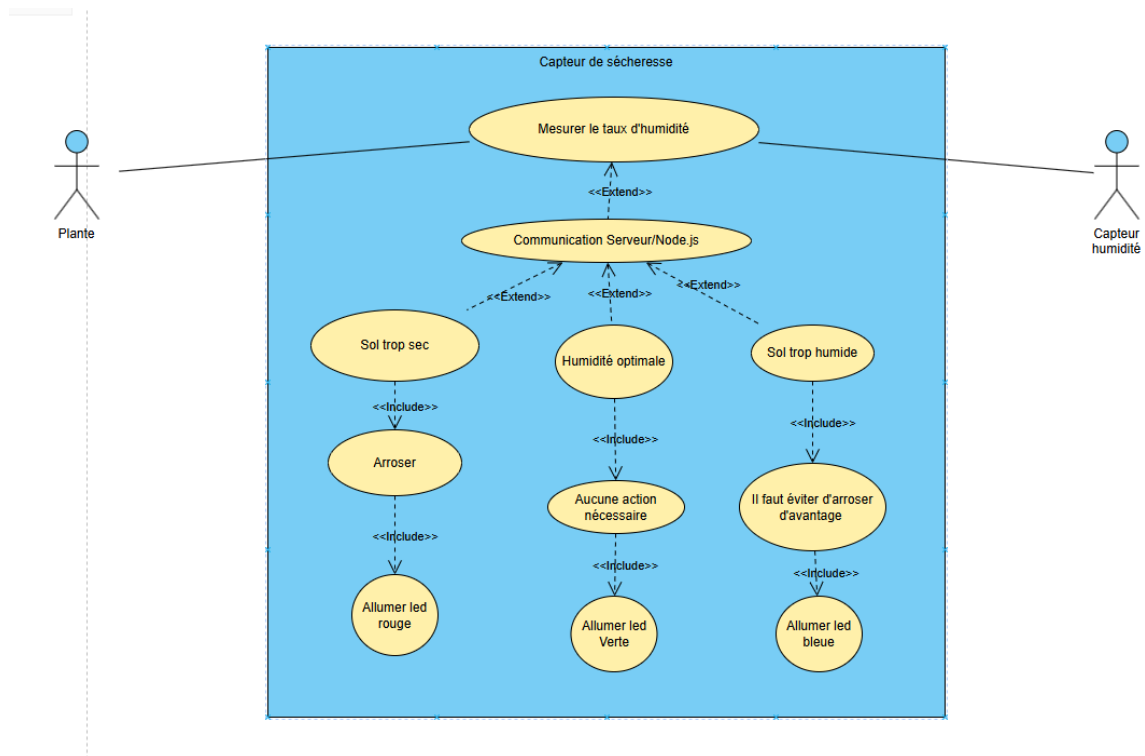 Capteur de sécheresse
Mesurer le taux d'humidité
<<Extend>>
Plante
Capteur
humidité
Communication Serveur/Node.js
<<Extend>>
<<Extend>>
<<Extend>>
Sol trop sec
Humidité optimale
Sol trop humide
<<Include>>
<<Include>>
<<Include>>
Arroser
Aucune action
nécessaire
Il faut éviter d'arroser
d'avantage
<<Include>>
<<Include>>
<<Include>>
Allumer led
rouge
Allumer led
Verte
Allumer led
bleue